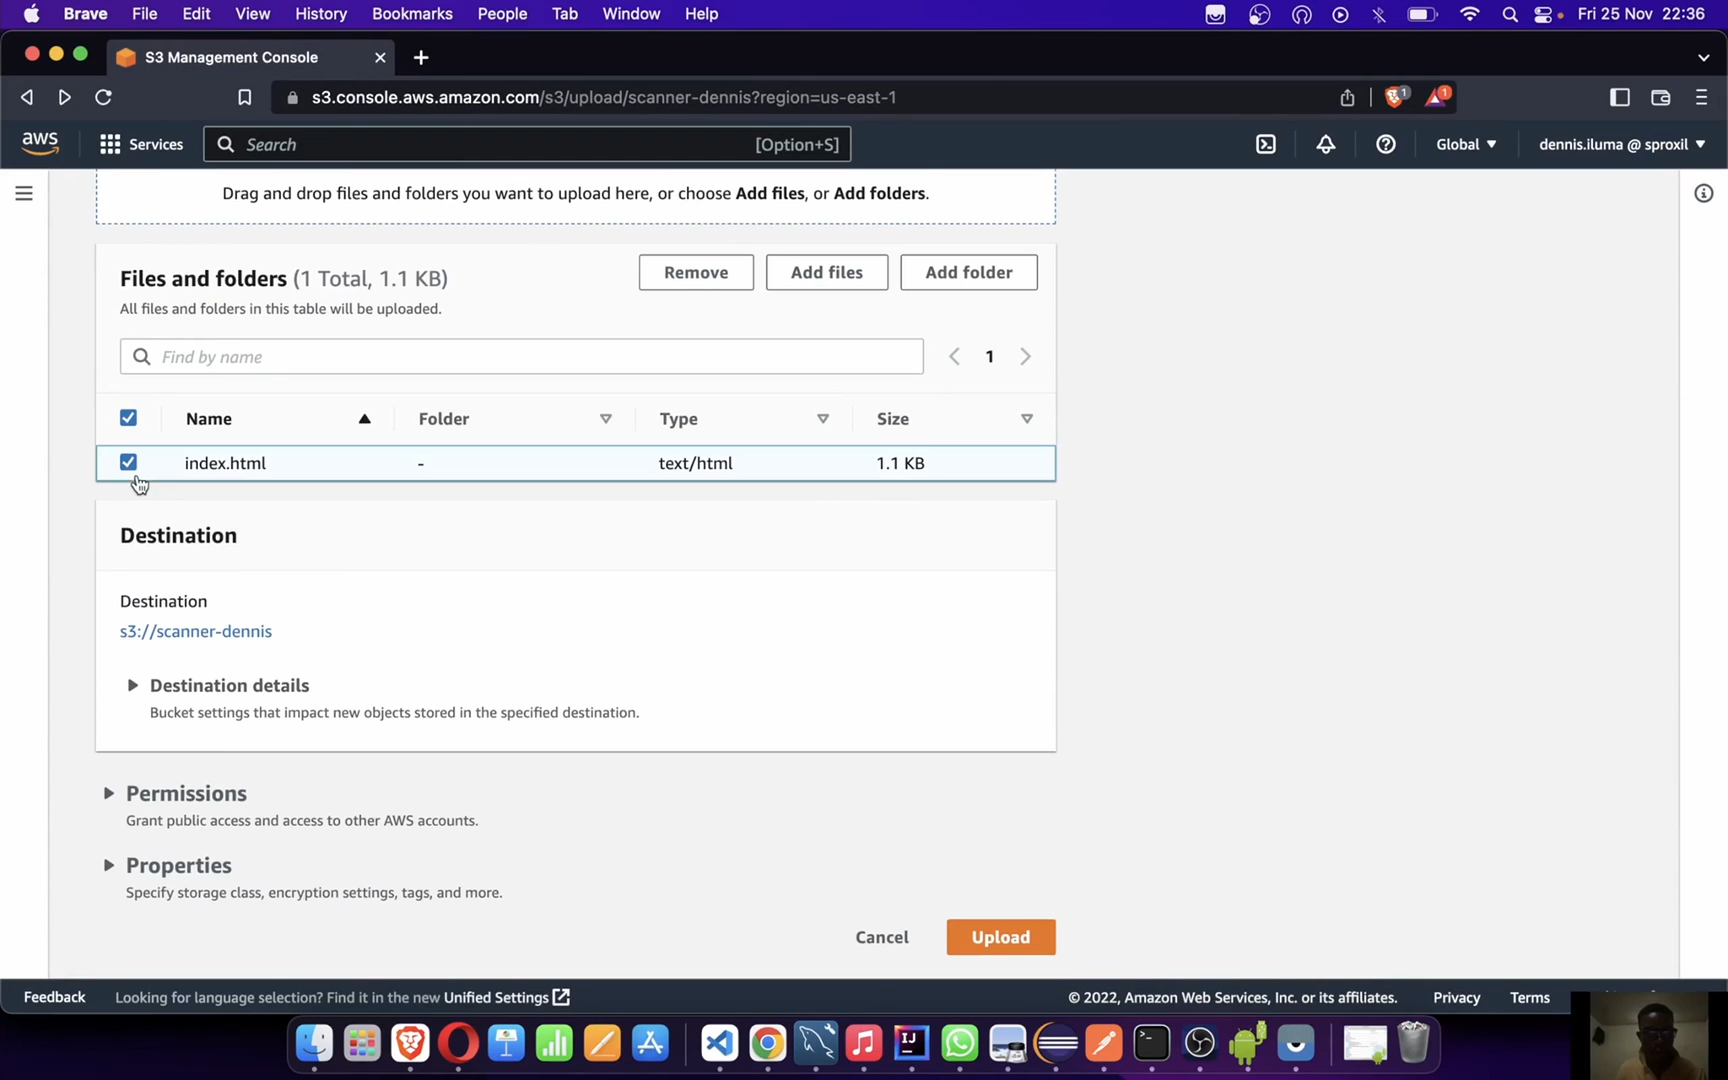 Brave File Edit View History Bookmarks People Tab Window Help Fri 25 Nov 22:36
S3 Management Console
s3.console.aws.amazon.com/s3/upload/scanner-dennis?region=us-east-1 1 1
aws Services Search [Option+S] Global dennis.iluma @ sproxil
Drag and drop files and folders you want to upload here, or choose Add files, or Add folders.
Files and folders (1 Total, 1.1 KB) Remove Add files Add folder
All files and folders in this table will be uploaded.
Find by name 1
Name Folder Type Size
index.html - text/html 1.1 KB
Destination
Destination
s3://scanner-dennis
Destination details
Bucket settings that impact new objects stored in the specified destination.
Permissions
Grant public access and access to other AWS accounts.
Properties
Specify storage class, encryption settings, tags, and more.
Cancel Upload
Feedback Looking for language selection? Find it in the new Unified Settings © 2022, Amazon Web Services, Inc. or its affiliates. Privacy Terms
IJ